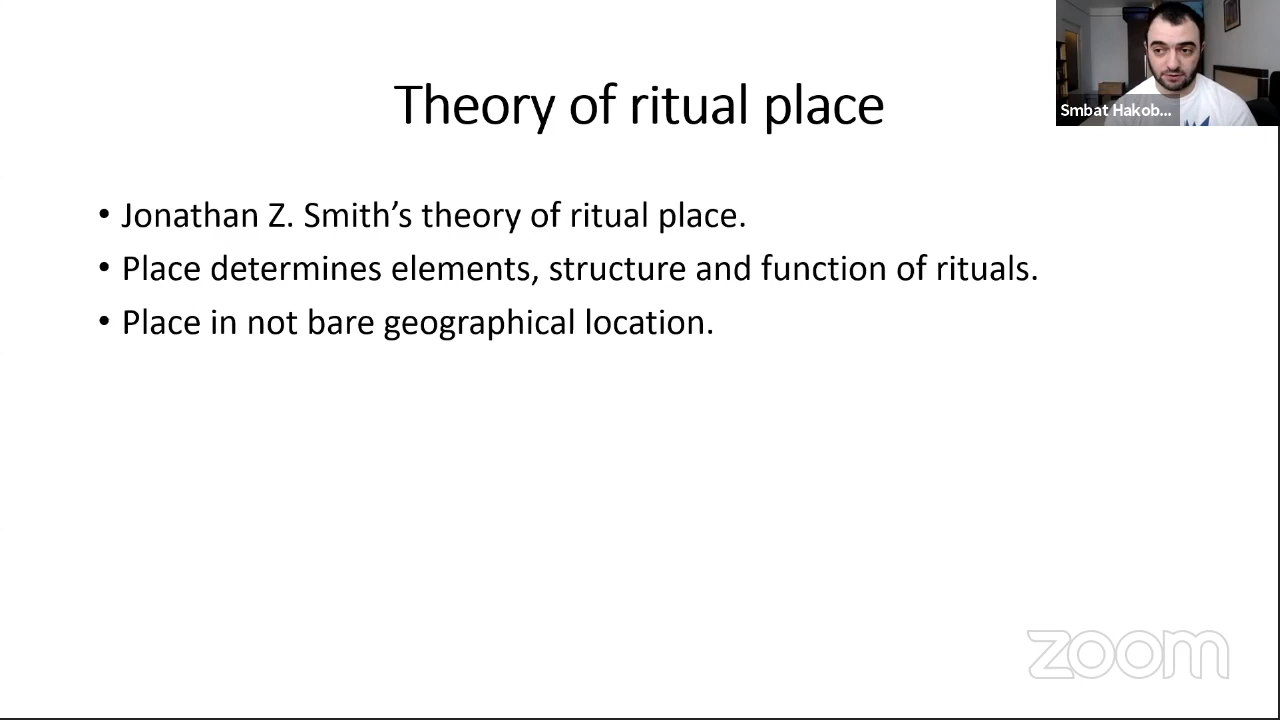 Theory of ritual place
Smbat Hakob...
• Jonathan Z. Smith’s theory of ritual place.
• Place determines elements, structure and function of rituals.
• Place in not bare geographical location.
zoom